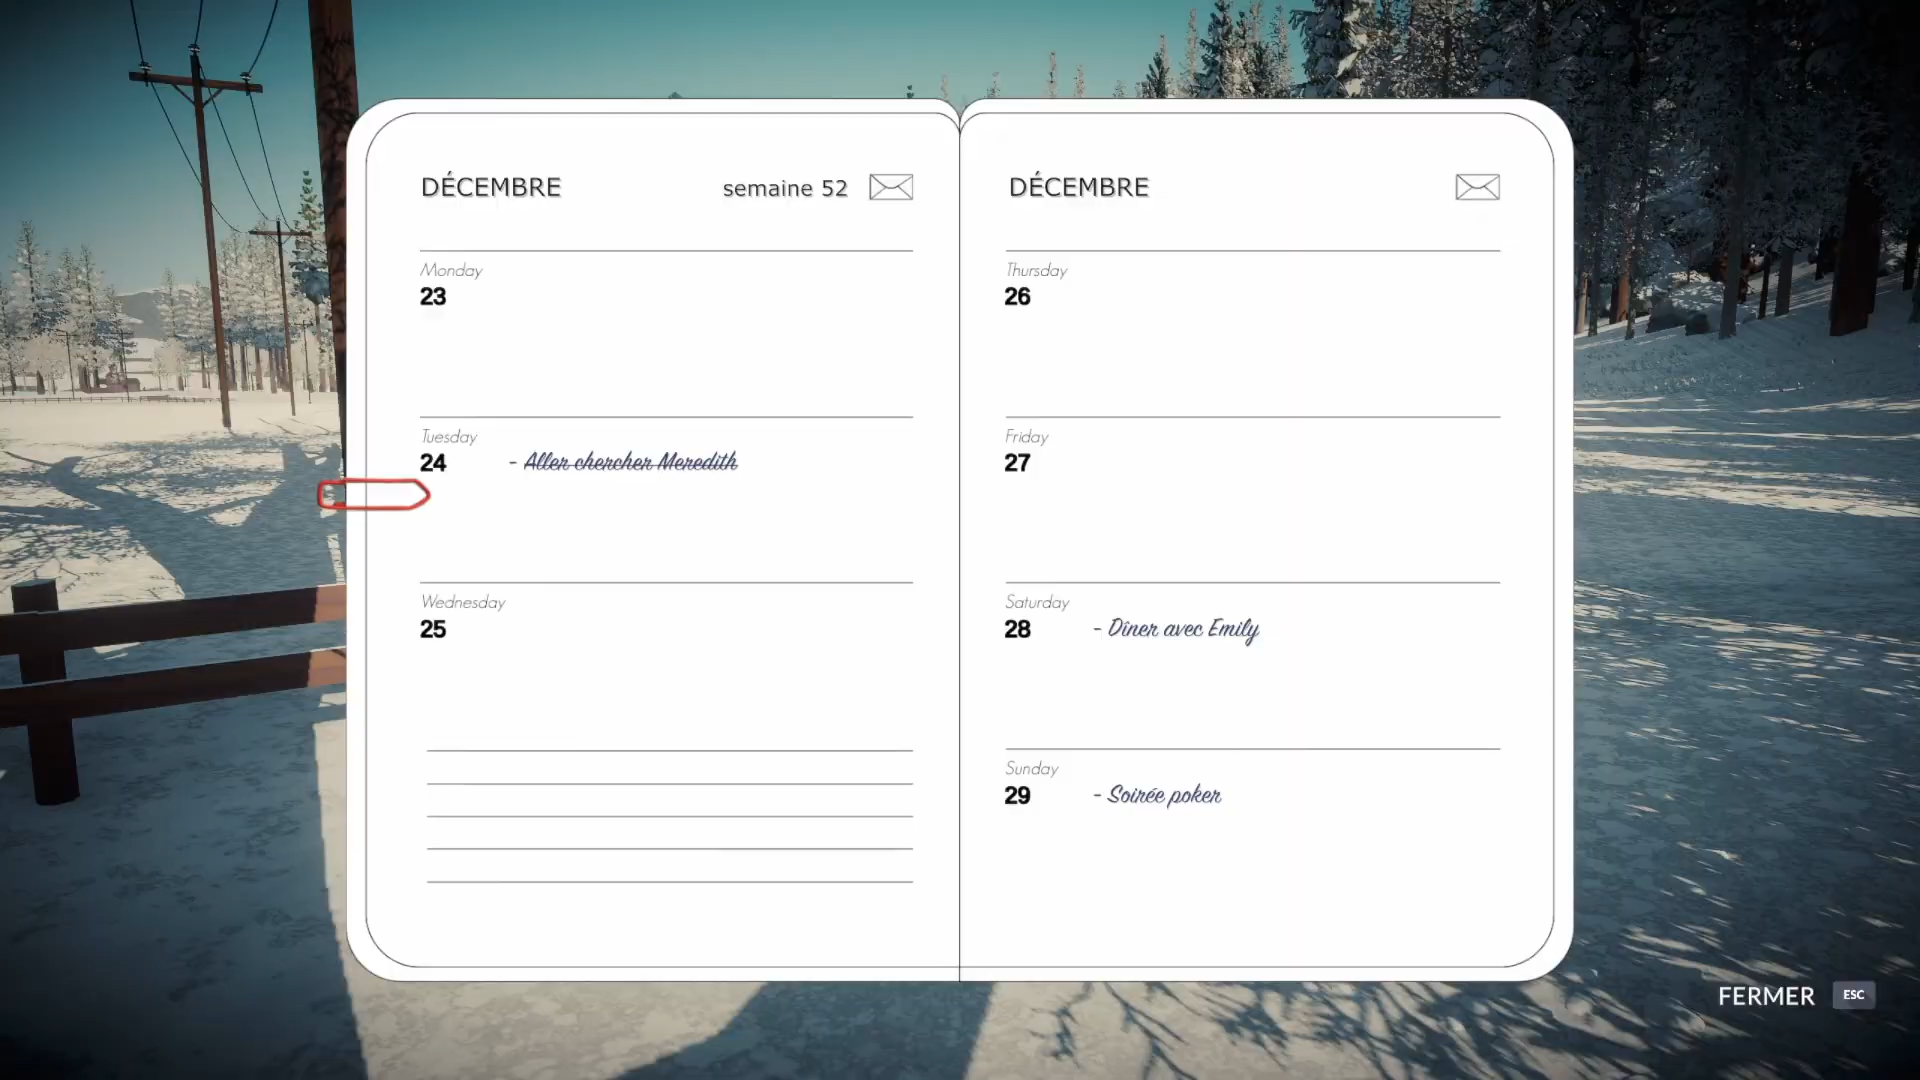 DÉCEMBRE semaine 52
Monday
23
Tuesday
24 - Aller chercher Meredith
Wednesday
25
DÉCEMBRE
Thursday
26
Friday
27
Saturday
28 - Dîner avec Emily
Sunday
29 - Soirée poker
FERMER ESC